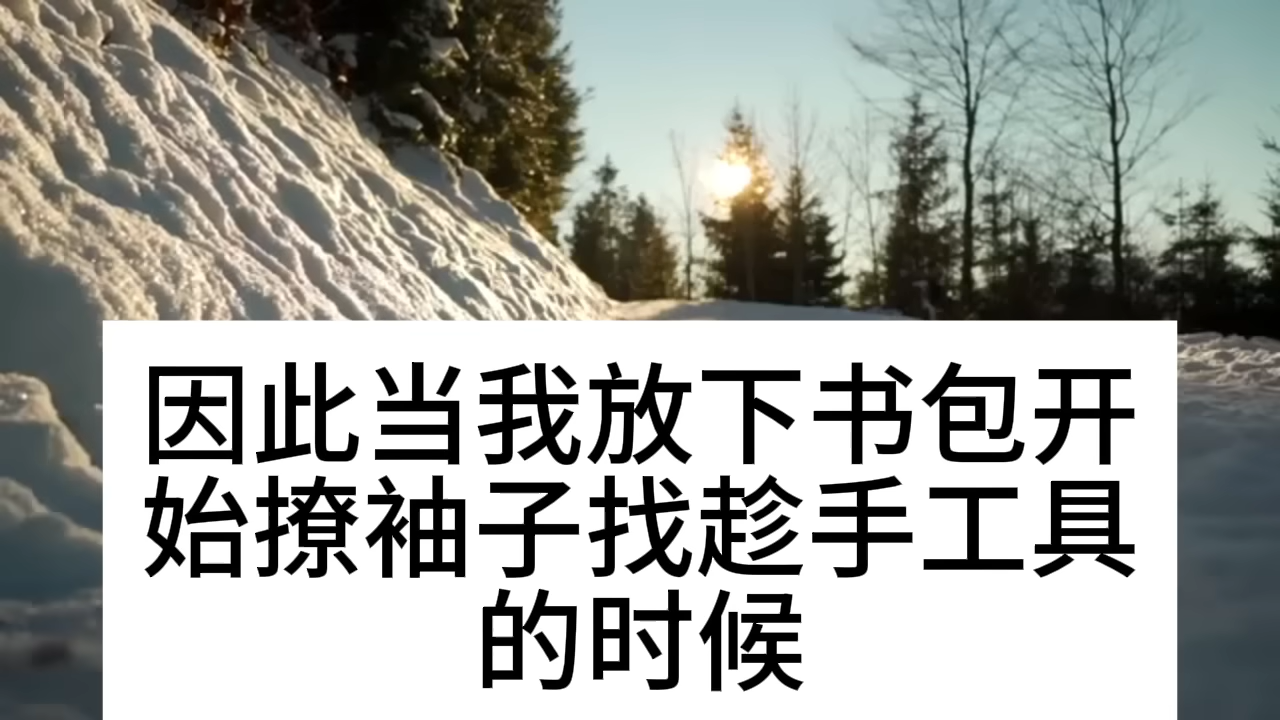 因此当我放下书包开
始撩袖子找趁手工具
的时候